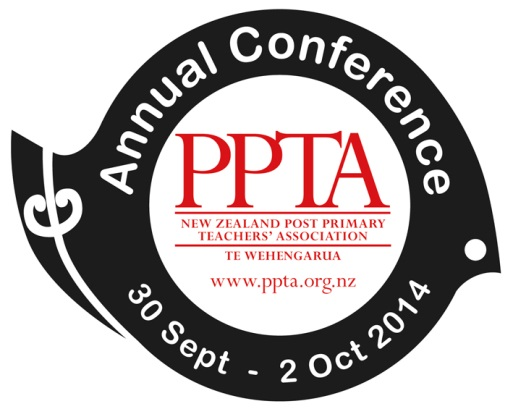 Annual Conference
PPTA
NEW ZEALAND POST PRIMARY
TEACHERS' ASSOCIATION
TE WEHENGARUA
www.ppta.org.nz
30 Sept - 2 Oct 2014